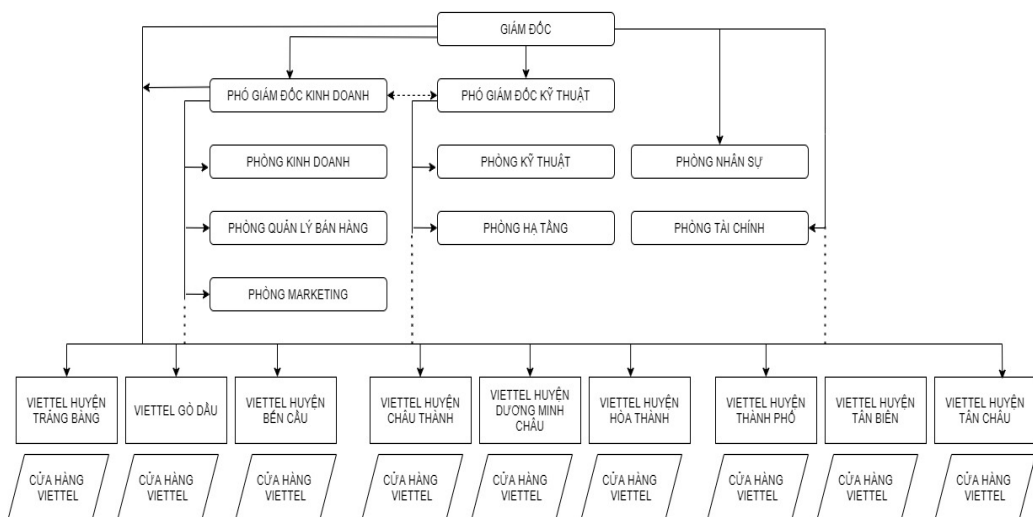 GIÁM ĐỐC
PHÓ GIÁM ĐỐC KINH DOANH
PHÓ GIÁM ĐỐC KỸ THUẬT
PHÒNG KINH DOANH
PHÒNG KỸ THUẬT
PHÒNG NHÂN SỰ
PHÒNG QUẢN LÝ BÁN HÀNG
PHÒNG HẠ TẦNG
PHÒNG TÀI CHÍNH
PHÒNG MARKETING
VIETTEL HUYỆN
TRẢNG BÀNG
VIETTEL GÒ DẦU
VIETTEL HUYỆN
BẾN CẦU
VIETTEL HUYỆN
CHÂU THÀNH
VIETTEL HUYỆN
DƯƠNG MINH
CHÂU
VIETTEL HUYỆN
HÒA THÀNH
VIETTEL HUYỆN
THÀNH PHỐ
VIETTEL HUYỆN
TÂN BIÊN
VIETTEL HUYỆN
TÂN CHÂU
CỬA HÀNG
VIETTEL
CỬA HÀNG
VIETTEL
CỬA HÀNG
VIETTEL
CỬA HÀNG
VIETTEL
CỬA HÀNG
VIETTEL
CỬA HÀNG
VIETTEL
CỬA HÀNG
VIETTEL
CỬA HÀNG
VIETTEL
CỬA HÀNG
VIETTEL